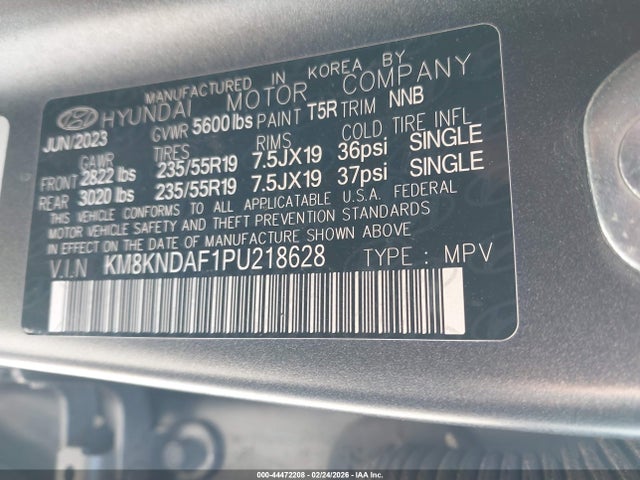 MANUFACTURED IN KOREA BY
HYUNDAI MOTOR COMPANY
JUN/2023 GVWR 5600lbs PAINT T5R TRIM NNB
GAWR TIRES RIMS COLD TIRE INFL
FRONT 2822 lbs 235/55R19 7.5JX19 36psi SINGLE
REAR 3020 lbs 235/55R19 7.5JX19 37psi SINGLE
THIS VEHICLE CONFORMS TO ALL APPLICATABLE U.S.A. FEDERAL
MOTOR VEHICLE SAFETY AND THEFT PREVENTION STANDARDS
IN EFFECT ON THE DATE OF MANUFACTURE SHOWN ABOVE
V.I.N KM8KNDAF1PU218628 TYPE : MPV
000-44472208 - 02/24/2026 - IAA Inc.